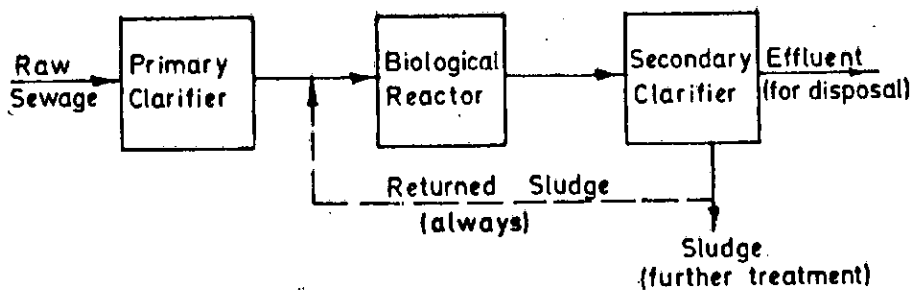 Raw
Sewage
Primary
Clarifier
Biological
Reactor
Secondary
Clarifier
Effluent
(for disposal)
Returned Sludge
(always)
Sludge
(further treatment)